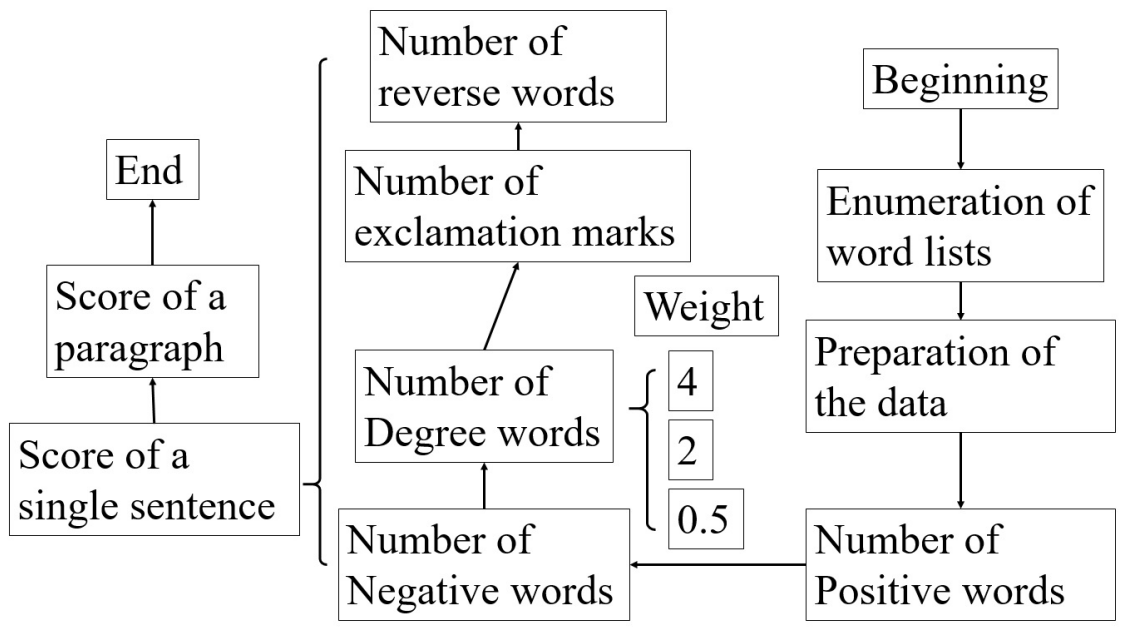 Number of
reverse words
Beginning
End
Number of
exclamation marks
Enumeration of
word lists
Score of a
paragraph
Weight
Preparation of
the data
Number of
Degree words
4
2
0.5
Score of a
single sentence
Number of
Negative words
Number of
Positive words